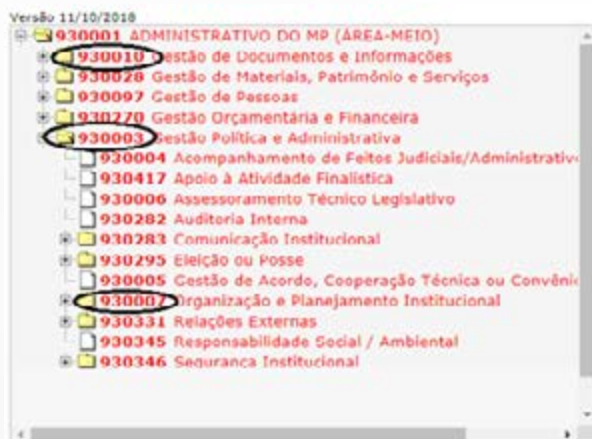 Versão 11/10/2018
930001 ADMINISTRATIVO DO MP (ÁREA-MEIO)
930010 Gestão de Documentos e Informações
930028 Gestão de Materiais, Patrimônio e Serviços
930097 Gestão de Pessoas
930270 Gestão Orçamentária e Financeira
930003 Gestão Política e Administrativa
930004 Acompanhamento de Feitos Judiciais/Administrativ
930417 Apoio à Atividade Finalística
930006 Assessoramento Técnico Legislativo
930282 Auditoria Interna
930283 Comunicação Institucional
930295 Eleição ou Posse
930005 Gestão de Acordo, Cooperação Técnica ou Convêni
930007 Organização e Planejamento Institucional
930331 Relações Externas
930345 Responsabilidade Social / Ambiental
930346 Segurança Institucional